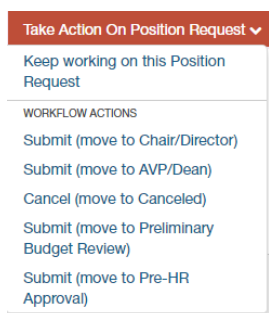 Take Action On Position Request
Keep working on this Position
Request
WORKFLOW ACTIONS
Submit (move to Chair/Director)
Submit (move to AVP/Dean)
Cancel (move to Canceled)
Submit (move to Preliminary
Budget Review)
Submit (move to Pre-HR
Approval)